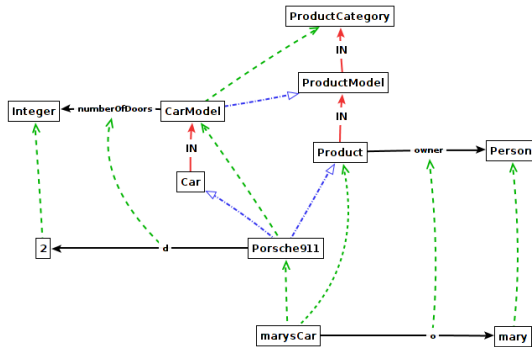 ProductCategory
IN
ProductModel
Integer
numberOfDoors
CarModel
IN
IN
Product
owner
Person
Car
2
d
Porsche911
marysCar
o
mary